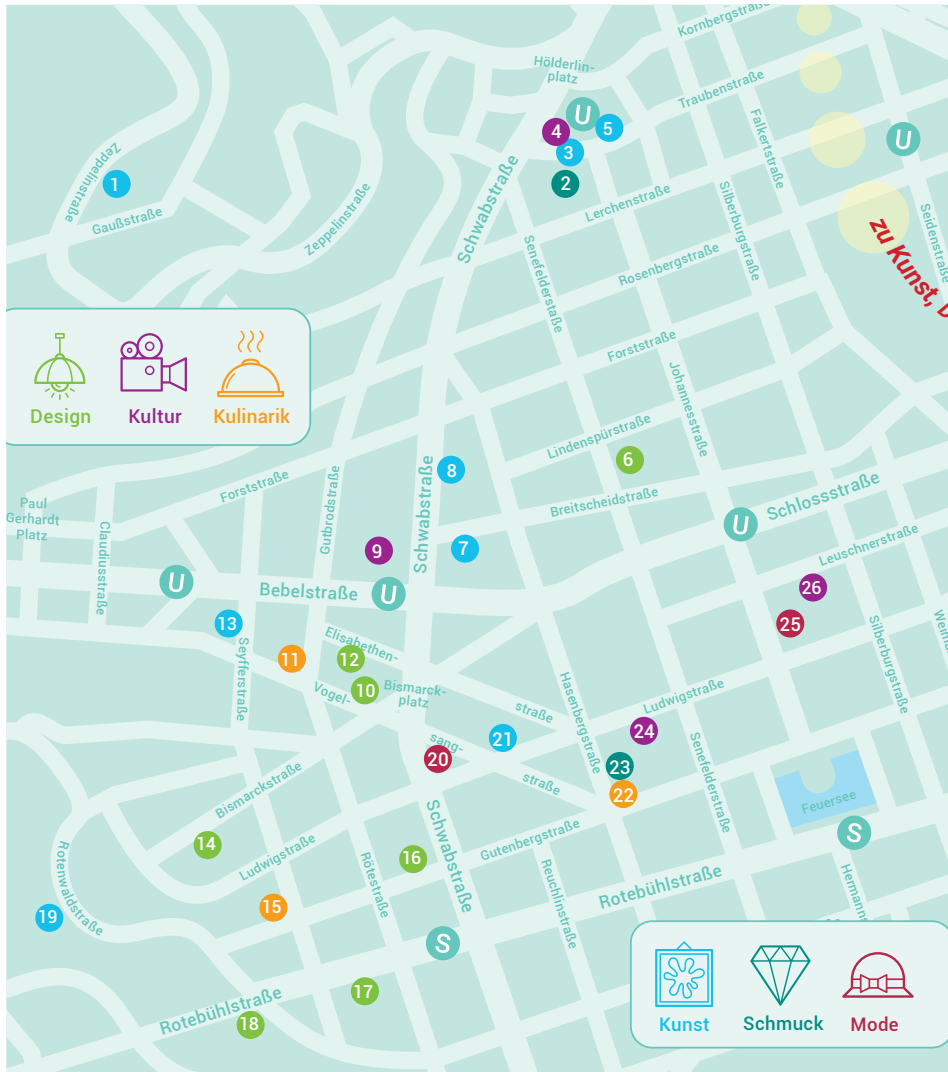 Kornbergstraße
Hölderlin-
platz
Traubenstraße
U
4
5
3
2
Falkertstraße
U
Zeppelinstraße
1
Gaußstraße
Zeppelinstraße
Schwabstraße
Lerchenstraße
Silberburgstraße
Seidenstraße
Senefelderstaße
Rosenbergstraße
zu Kunst, D
Design
Kultur
Kulinarik
Forststraße
Johannesstraße
Lindenspürstraße
6
8
Forststraße
Gutbrodstraße
Schwabstraße
Breitscheidstraße
Schlossstraße
Paul
Gerhardt
Platz
Claudiusstraße
9
7
U
Leuschnerstraße
U
Bebelstraße
U
26
25
13
Seyfferstraße
11
Elisabethen-
straße
12
10
Vogel-
sang-
straße
Bismarck-
platz
Hasenbergstraße
Ludwigstraße
Silberburgstraße
24
21
20
23
22
Senefelderstraße
Feuersee
S
Bismarckstraße
14
Ludwigstraße
Schwabstraße
16
Gutenbergstraße
Rötestraße
Reuchlinstraße
Rotebühlstraße
Rotenwaldstraße
19
15
S
17
18
Rotebühlstraße
Kunst
Schmuck
Mode